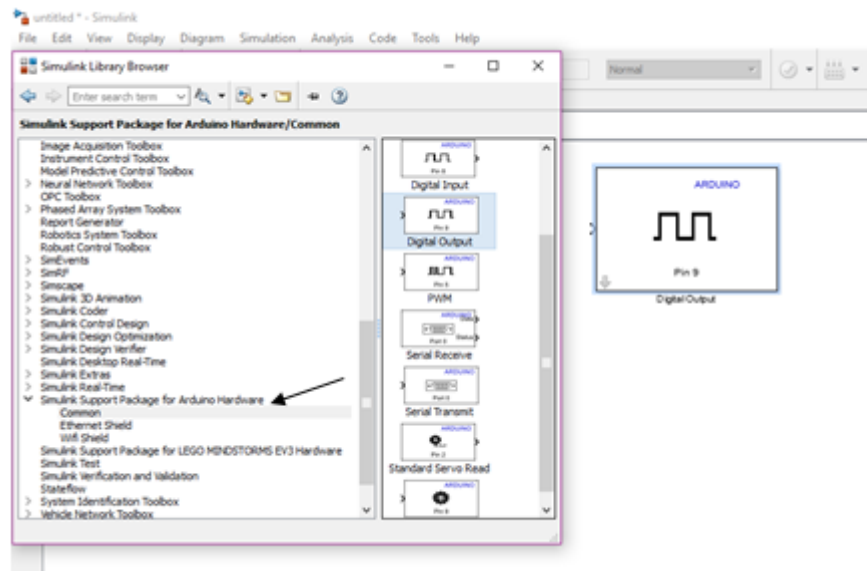 untitled * - Simulink
File Edit View Display Diagram Simulation Analysis Code Tools Help
Simulink Library Browser
Normal
Enter search term
Simulink Support Package for Arduino Hardware/Common
Image Acquisition Toolbox
Instrument Control Toolbox
Model Predictive Control Toolbox
Neural Network Toolbox
OPC Toolbox
Phased Array System Toolbox
Report Generator
Robotics System Toolbox
Robust Control Toolbox
SimEvents
SimRF
Simscape
Simulink 3D Animation
Simulink Coder
Simulink Control Design
Simulink Design Optimization
Simulink Design Verifier
Simulink Desktop Real-Time
Simulink Extras
Simulink Real-Time
Simulink Support Package for Arduino Hardware
Common
Ethernet Shield
Wifi Shield
Simulink Support Package for LEGO MINDSTORMS EV3 Hardware
Simulink Test
Simulink Verification and Validation
Stateflow
System Identification Toolbox
Vehicle Network Toolbox
ARDUINO
Digital Input
ARDUINO
Digital Output
ARDUINO
PWM
ARDUINO
Serial Receive
ARDUINO
Serial Transmit
ARDUINO
Pin 2
Standard Servo Read
ARDUINO
ARDUINO
Pin 9
Digital Output